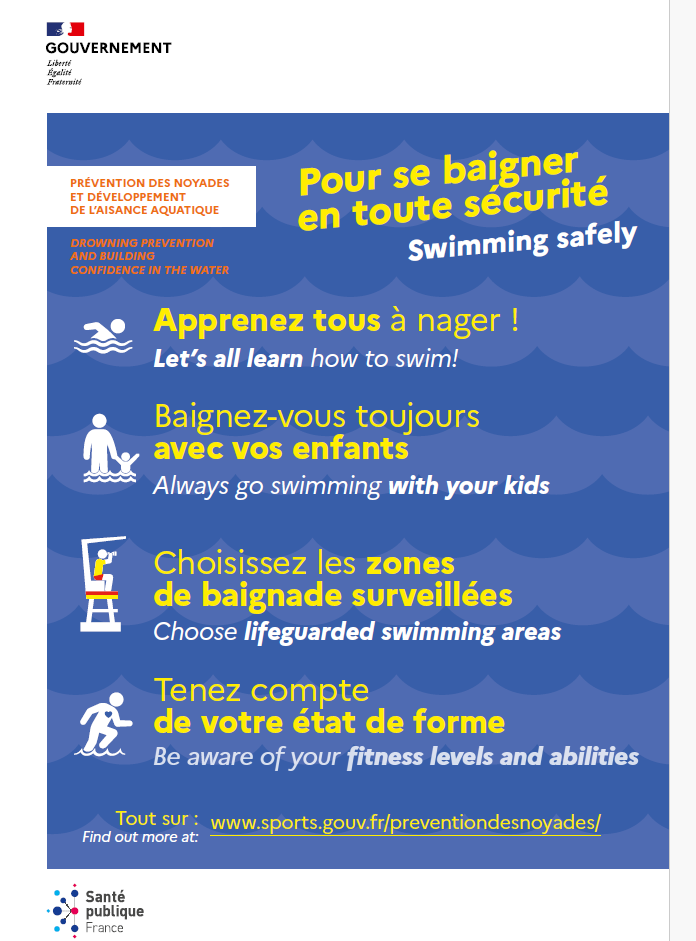 GOUVERNEMENT
Liberté
Égalité
Fraternité
PRÉVENTION DES NOYADES
ET DÉVELOPPEMENT
DE L'AISANCE AQUATIQUE
DROWNING PREVENTION
AND BUILDING
CONFIDENCE IN THE WATER
Pour se baigner
en toute sécurité
Swimming safely
Apprenez tous à nager !
Let's all learn how to swim!
Baignez-vous toujours
avec vos enfants
Always go swimming with your kids
Choisissez les zones
de baignade surveillées
Choose lifeguarded swimming areas
Tenez compte
de votre état de forme
Be aware of your fitness levels and abilities
Tout sur : www.sports.gouv.fr/preventiondesnoyades/
Find out more at:
Santé
publique
France